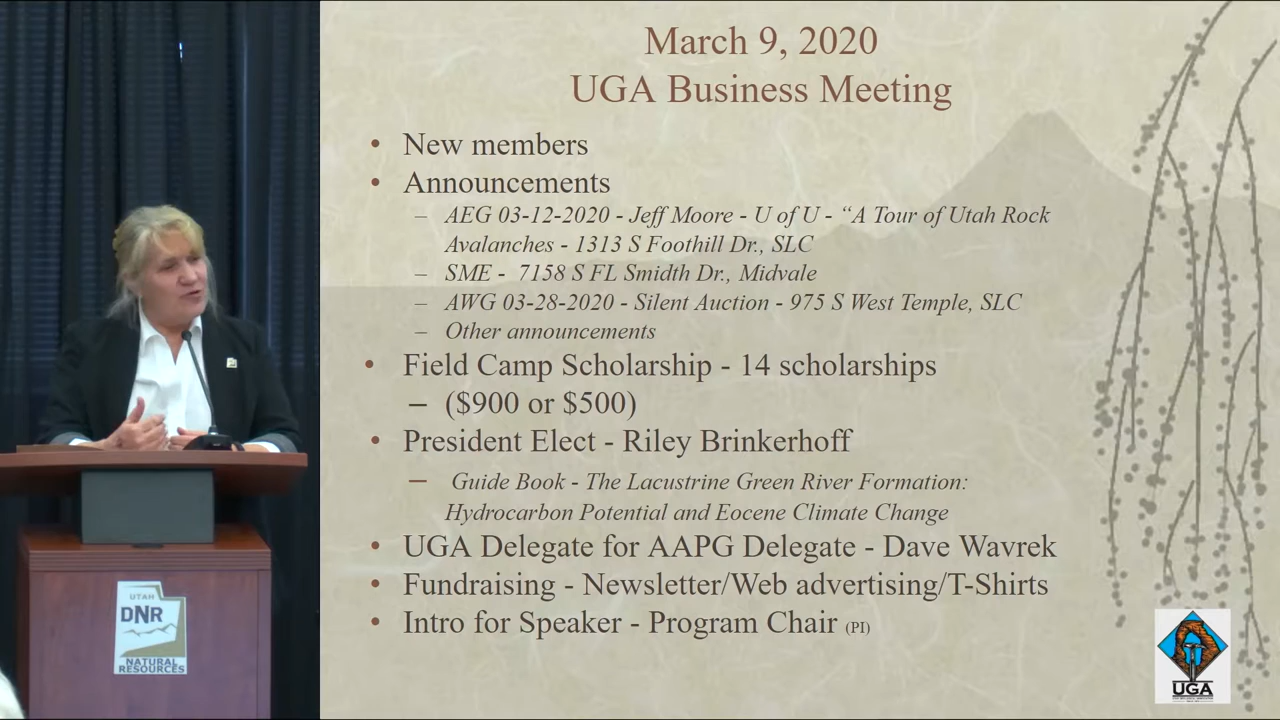 March 9, 2020
UGA Business Meeting
• New members
• Announcements
– AEG 03-12-2020 - Jeff Moore - U of U - “A Tour of Utah Rock
Avalanches - 1313 S Foothill Dr., SLC
– SME - 7158 S FL Smidth Dr., Midvale
– AWG 03-28-2020 - Silent Auction - 975 S West Temple, SLC
– Other announcements
• Field Camp Scholarship - 14 scholarships
– ($900 or $500)
• President Elect - Riley Brinkerhoff
– Guide Book - The Lacustrine Green River Formation:
Hydrocarbon Potential and Eocene Climate Change
• UGA Delegate for AAPG Delegate - Dave Wavrek
• Fundraising - Newsletter/Web advertising/T-Shirts
• Intro for Speaker - Program Chair (PI)
UTAH
DNR
NATURAL
RESOURCES
UGA